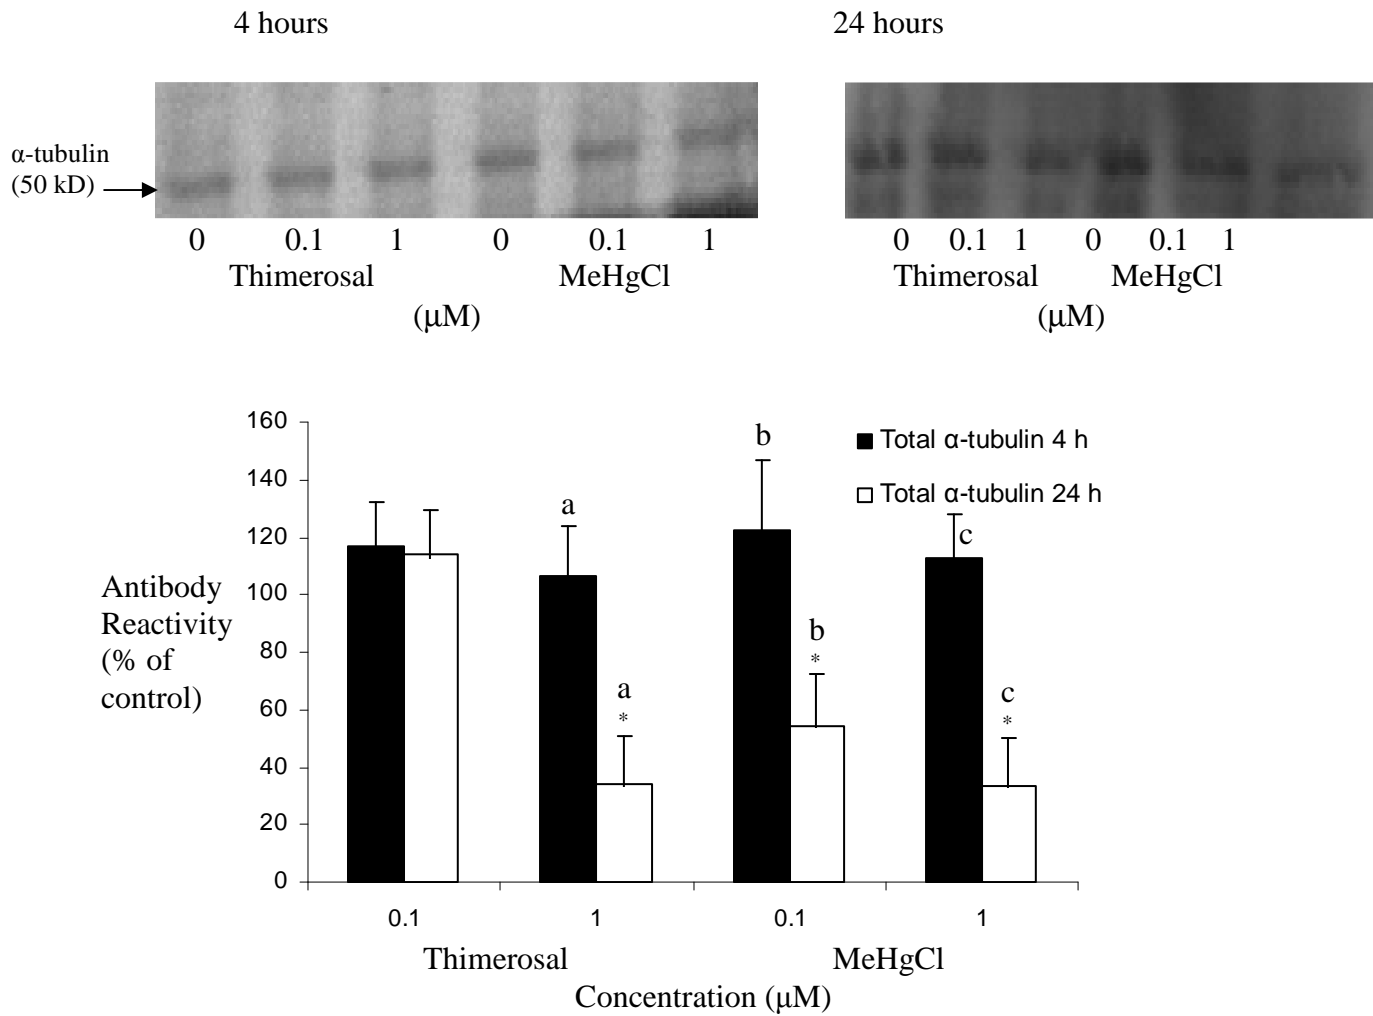 4 hours
24 hours
α-tubulin
(50 kD)
0 0.1 1 0 0.1 1
Thimerosal MeHgCl
(μM)
0 0.1 1 0 0.1 1
Thimerosal MeHgCl
(μM)
160
140
120
100
80
60
40
20
0
Antibody
Reactivity
(% of
control)
b
Total α-tubulin 4 h
Total α-tubulin 24 h
a
c
b
*
a
*
c
*
0.1 1 0.1 1
Thimerosal MeHgCl
Concentration (μM)